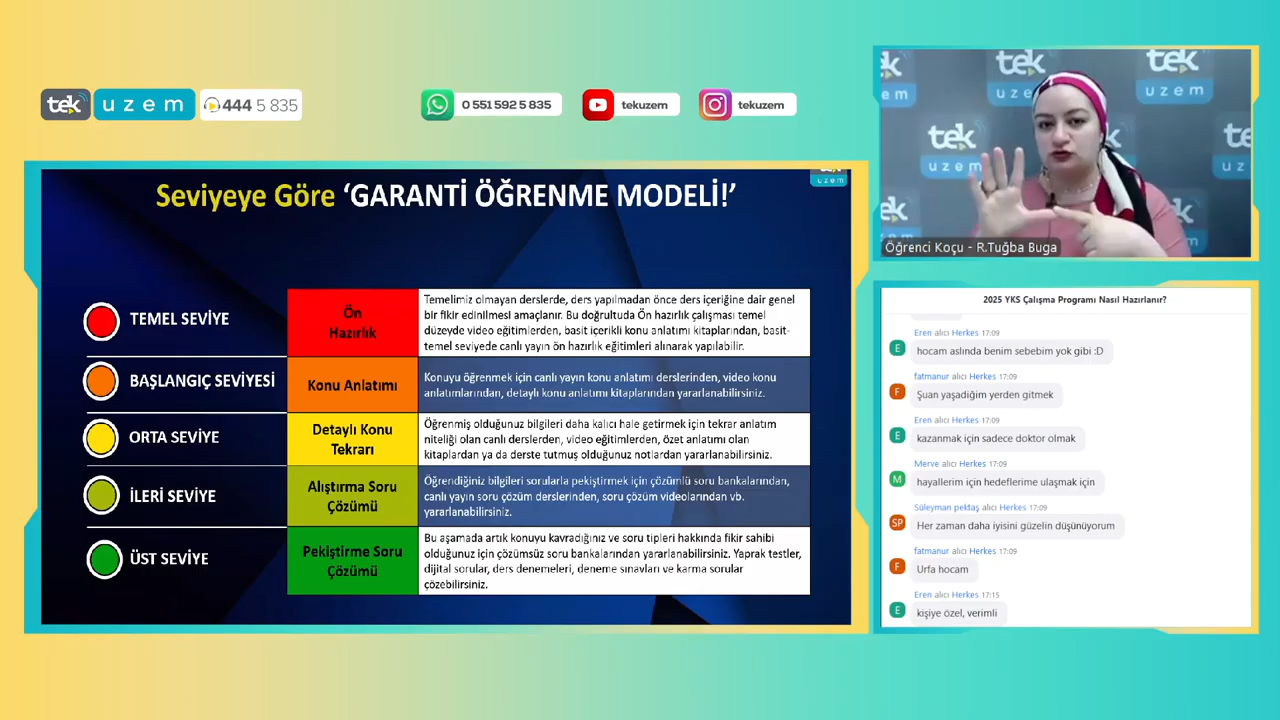 tek uzem 444 5 835
0 551 592 5 835
tekuzem
tekuzem
Seviyeye Göre ‘GARANTİ ÖĞRENME MODELİ!’
uzem
TEMEL SEVİYE
Ön
Hazırlık
Temelimiz olmayan derslerde, ders yapılmadan önce ders içeriğine dair genel
bir fikir edinilmesi amaçlanır. Bu doğrultuda Ön hazırlık çalışması temel
düzeyde video eğitimlerden, basit içerikli konu anlatımı kitaplarından, basit-
temel seviyede canlı yayın ön hazırlık eğitimleri alınarak yapılabilir.
BAŞLANGIÇ SEVİYESİ
Konu Anlatımı
Konuyu öğrenmek için canlı yayın konu anlatımı derslerinden, video konu
anlatımlarından, detaylı konu anlatımı kitaplarından yararlanabilirsiniz.
ORTA SEVİYE
Detaylı Konu
Tekrarı
Öğrenmiş olduğunuz bilgileri daha kalıcı hale getirmek için tekrar anlatım
niteliği olan canlı derslerden, video eğitimlerden, özet anlatımı olan
kitaplardan ya da derste tutmuş olduğunuz notlardan yararlanabilirsiniz.
İLERİ SEVİYE
Alıştırma Soru
Çözümü
Öğrendiğiniz bilgileri sorularla pekiştirmek için çözümlü soru bankalarından,
canlı yayın soru çözüm derslerinden, soru çözüm videolarından vb.
yararlanabilirsiniz.
ÜST SEVİYE
Pekiştirme Soru
Çözümü
Bu aşamada artık konuyu kavradığınız ve soru tipleri hakkında fikir sahibi
olduğunuz için çözümsüz soru bankalarından yararlanabilirsiniz. Yaprak testler,
dijital sorular, ders denemeleri, deneme sınavları ve karma sorular
çözebilirsiniz.
tek uzem
Öğrenci Koçu - R.Tuğba Buga
2025 YKS Çalışma Programı Nasıl Hazırlanır?
Eren alıcı Herkes 17:09
E
hocam aslında benim sebebim yok gibi :D
fatmanur alıcı Herkes 17:09
F
Şuan yaşadiğim yerden gitmek
Eren alıcı Herkes 17:09
E
kazanmak için sadece doktor olmak
Merve alıcı Herkes 17:09
M
hayallerim için hedeflerime ulaşmak için
Süleyman pektaş alıcı Herkes 17:09
SP
Her zaman daha iyisini güzelin düşünüyorum
fatmanur alıcı Herkes 17:09
F
Urfa hocam
Eren alıcı Herkes 17:15
E
kişiye özel, verimli